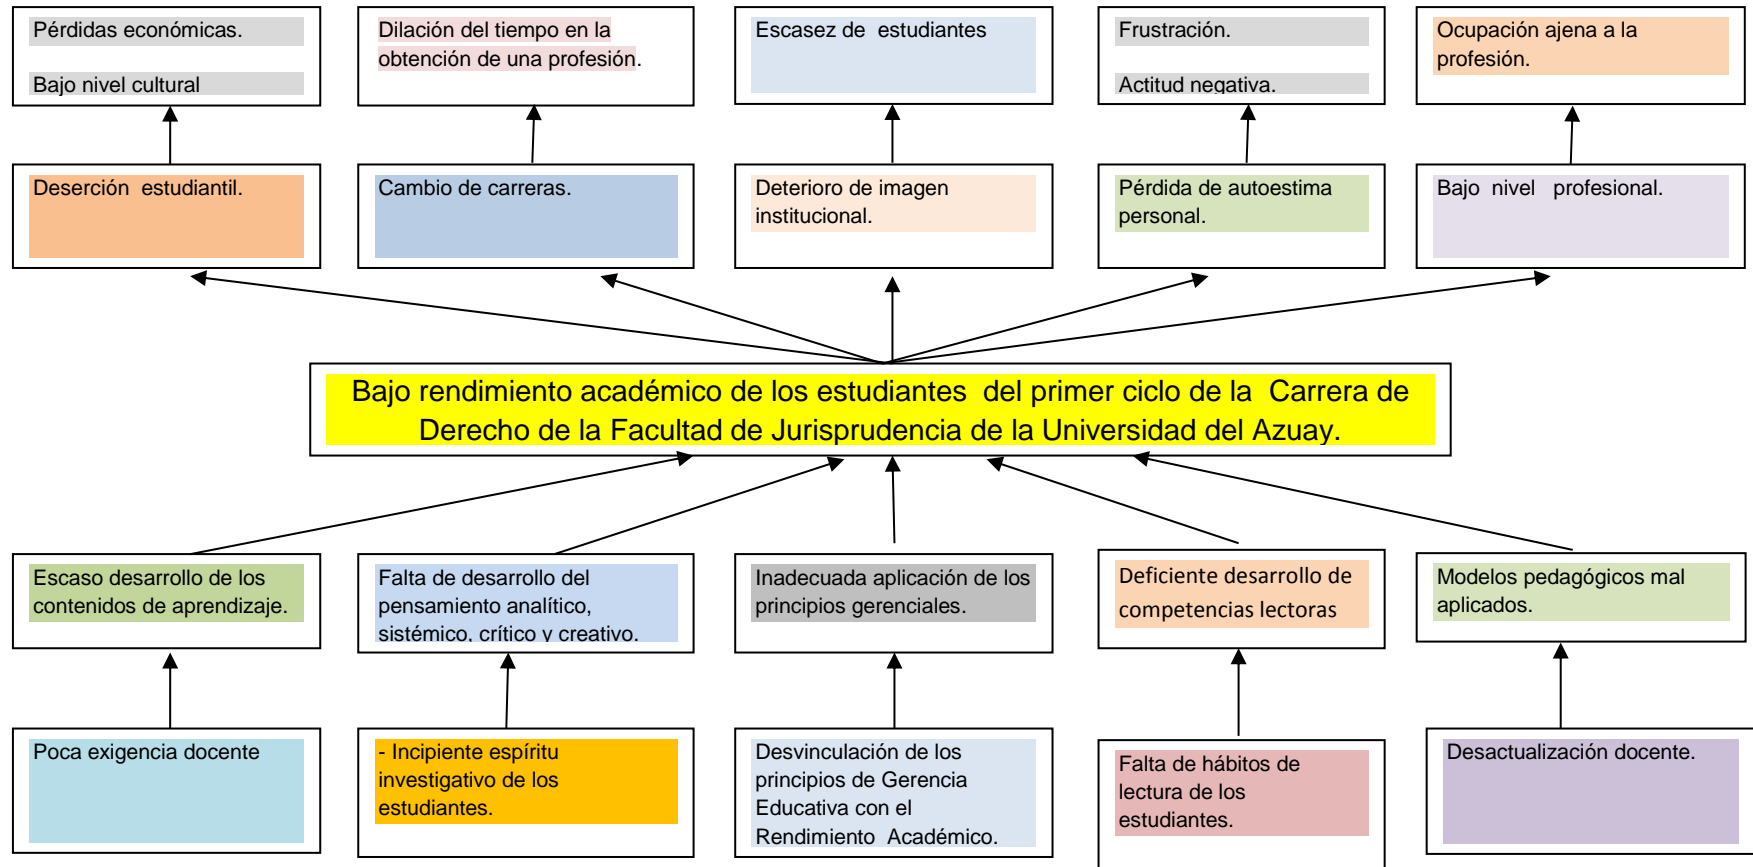 Pérdidas económicas.
Bajo nivel cultural
Dilación del tiempo en la
obtención de una profesión.
Escasez de  estudiantes
Frustración.
Actitud negativa.
Ocupación ajena a la
profesión.
Deserción  estudiantil.
Cambio de carreras.
Deterioro de imagen
institucional.
Pérdida de autoestima
personal.
Bajo  nivel   profesional.
Bajo rendimiento académico de los estudiantes  del primer ciclo de la  Carrera de
Derecho de la Facultad de Jurisprudencia de la Universidad del Azuay.
Escaso desarrollo de los
contenidos de aprendizaje.
Falta de desarrollo del
pensamiento analítico,
sistémico, crítico y creativo.
Inadecuada aplicación de los
principios gerenciales.
Deficiente desarrollo de
competencias lectoras
Modelos pedagógicos mal
aplicados.
Poca exigencia docente
- Incipiente espíritu
investigativo de los
estudiantes.
Desvinculación de los
principios de Gerencia
Educativa con el
Rendimiento  Académico.
Falta de hábitos de
lectura de los
estudiantes.
Desactualización docente.